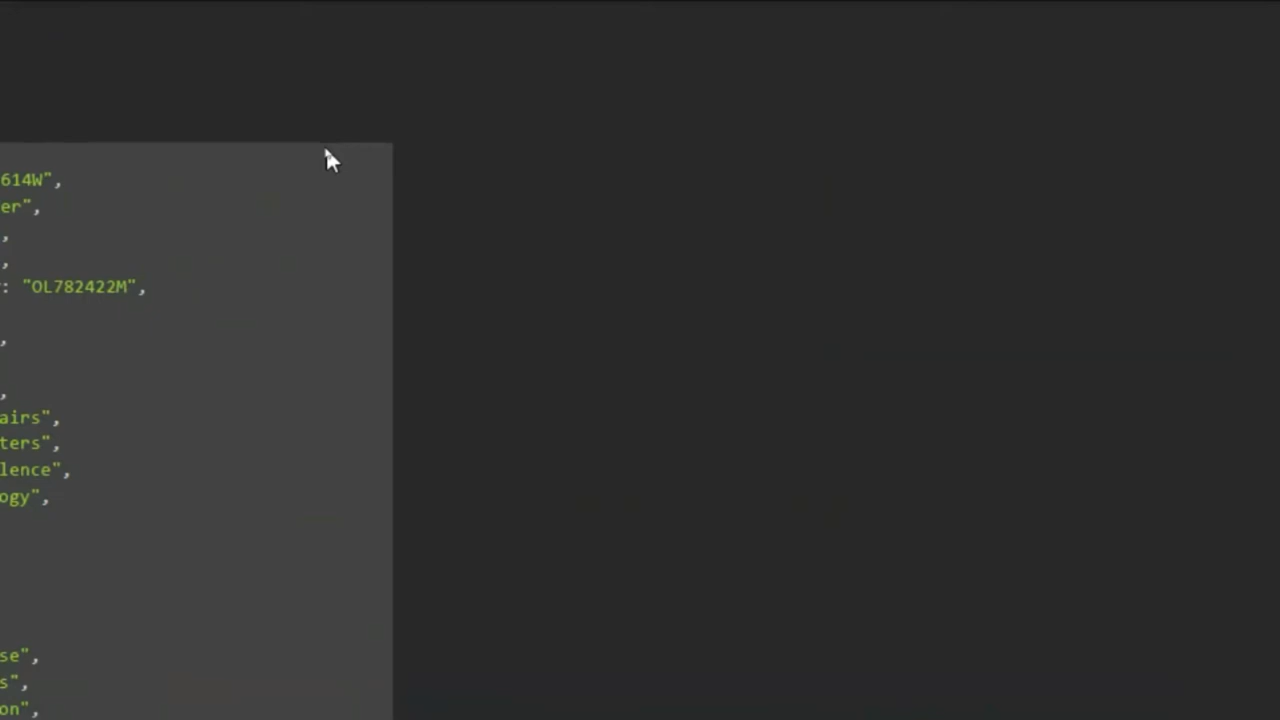 614W",
er",
,
,
: "OL782422M",
,
,
airs",
ters",
lence",
ogy",
se",
s",
on",